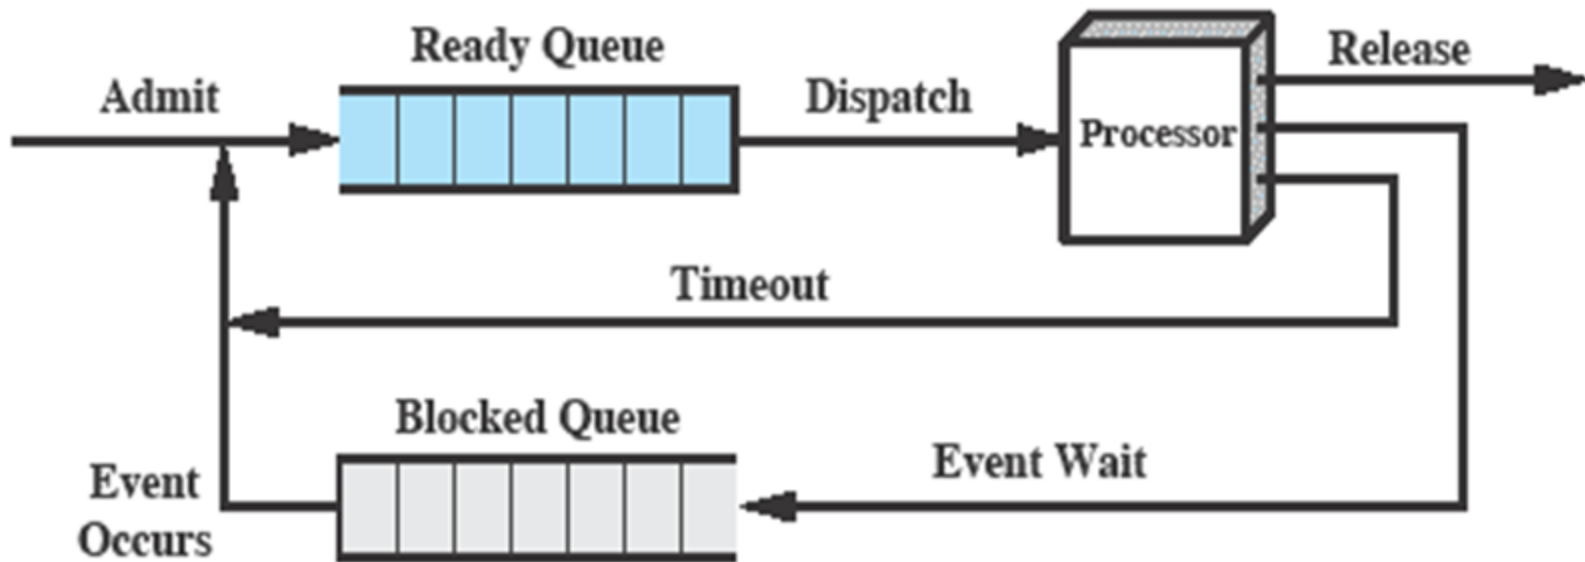 Ready Queue
Release
Admit
Dispatch
Processor
Timeout
Blocked Queue
Event Wait
Event
Occurs